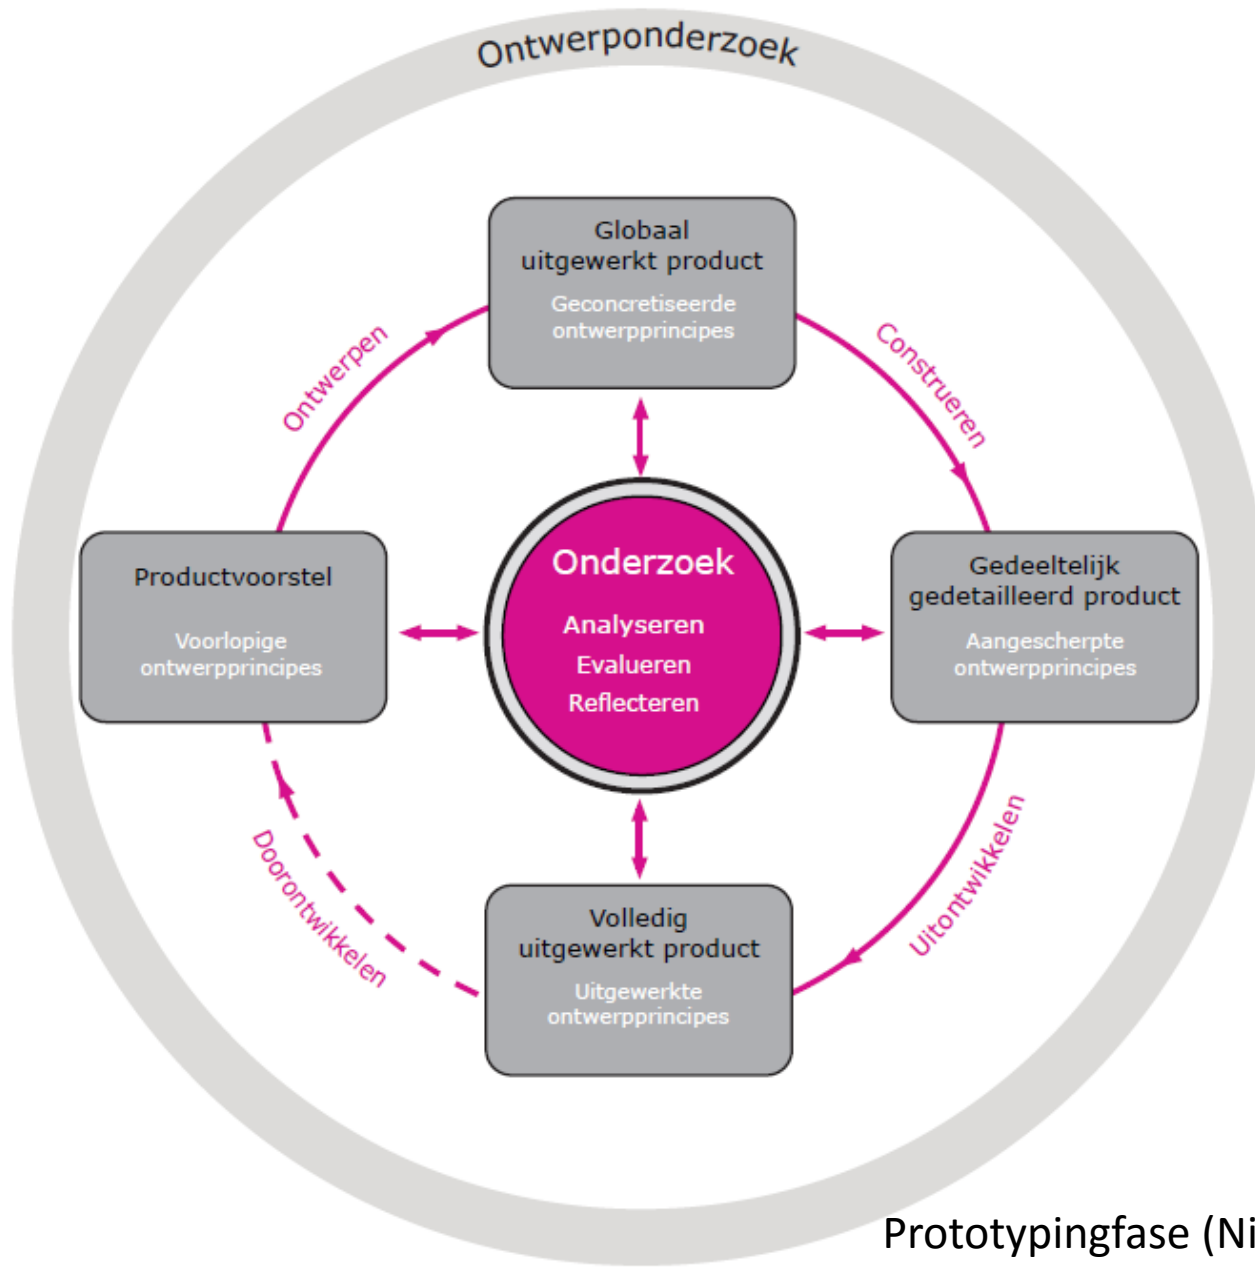 Ontwerponderzoek
Globaal
uitgewerkt product
Geconcretiseerde
ontwerpprincipes
Ontwerpen
Construeren
Productvoorstel
Voorlopige
ontwerpprincipes
Onderzoek
Analyseren
Evalueren
Reflecteren
Gedeeltelijk
gedetailleerd product
Aangescherpte
ontwerpprincipes
Doorontwikkelen
Uitontwikkelen
Volledig
uitgewerkt product
Uitgewerkte
ontwerpprincipes
Prototypingfase (Ni